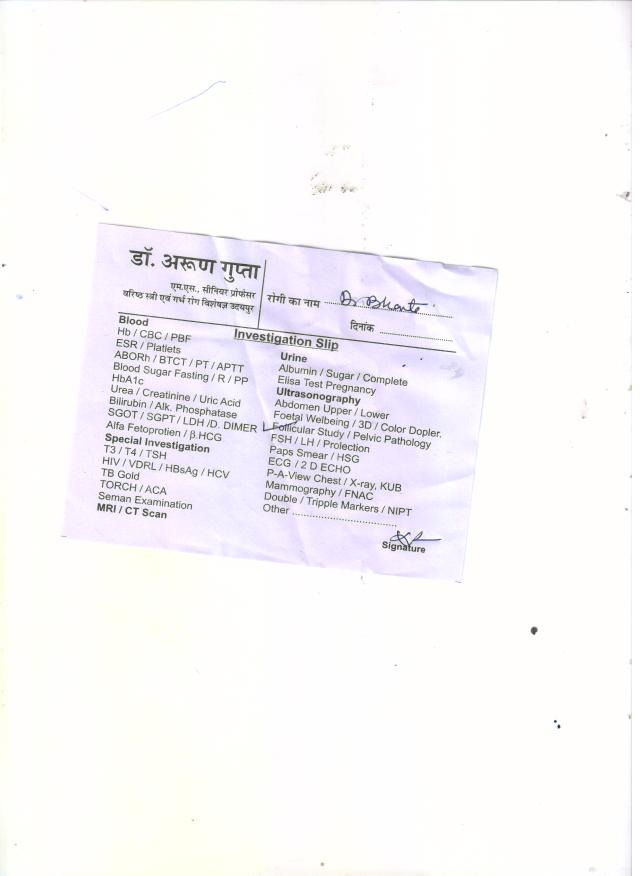 डॉ. अरूण गुप्ता
एम.एस., सीनियर प्रोफेसर
वरिष्ठ स्त्री एवं गर्भ रोग विशेषज्ञ उदयपुर
रोगी का नाम ........................
दिनांक ........................
Investigation Slip
Blood
Hb / CBC / PBF
ESR / Platlets
ABORh / BTCT / PT / APTT
Blood Sugar Fasting / R / PP
HbA1c
Urea / Creatinine / Uric Acid
Bilirubin / Alk. Phosphatase
SGOT / SGPT / LDH /D. DIMER
Alfa Fetoprotien / β.HCG
Special Investigation
T3 / T4 / TSH
HIV / VDRL / HBsAg / HCV
TB Gold
TORCH / ACA
Seman Examination
MRI / CT Scan
Urine
Albumin / Sugar / Complete
Elisa Test Pregnancy
Ultrasonography
Abdomen Upper / Lower
Foetal Welbeing / 3D / Color Dopler.
Follicular Study / Pelvic Pathology
FSH / LH / Prolection
Paps Smear / HSG
ECG / 2 D ECHO
P-A-View Chest / X-ray, KUB
Mammography / FNAC
Double / Tripple Markers / NIPT
Other ................................
Signature